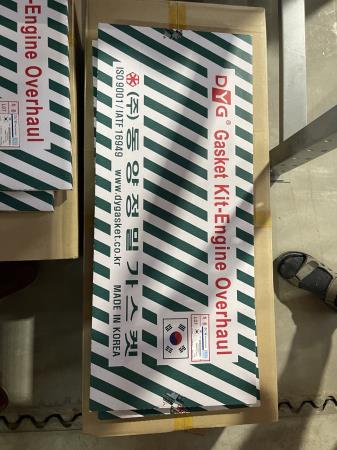 DYG® Gasket Kit-Engine Overhaul
(주)동양정밀가스켓
ISO 9001/IATF 16949 www.dygasket.co.kr MADE IN KOREA
Kit-Engine Overhaul